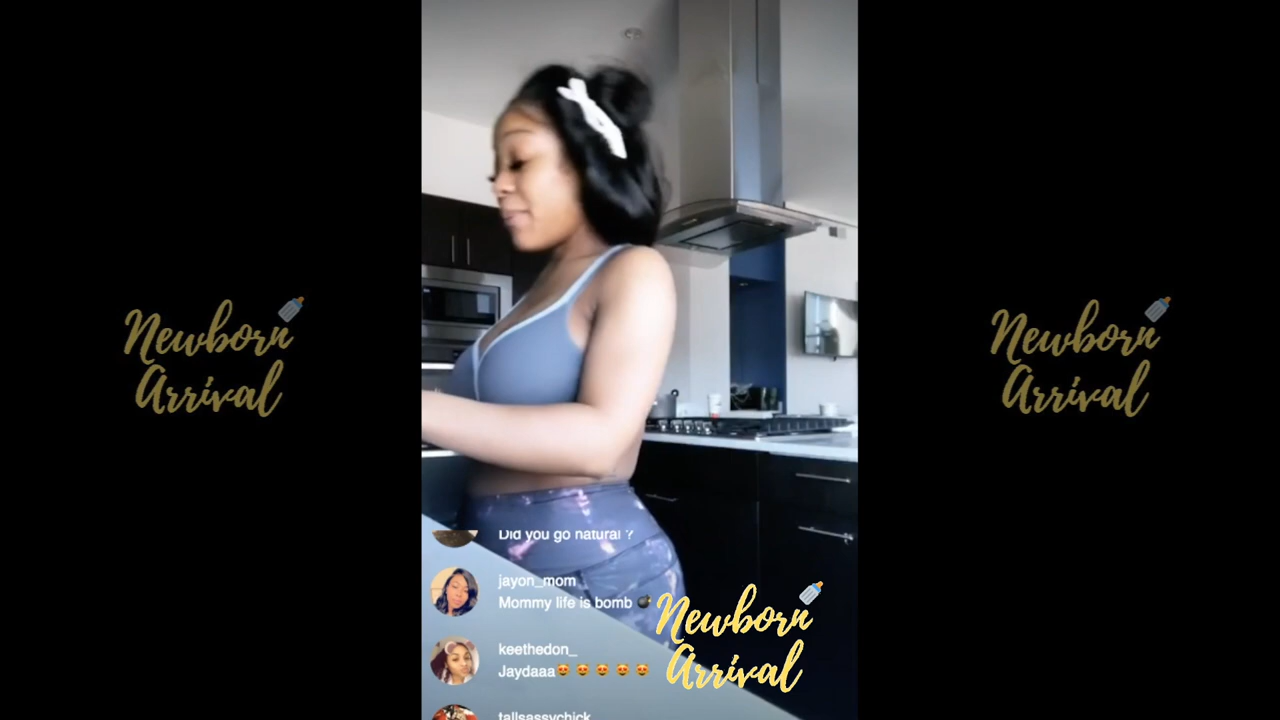 Newborn
Arrival
Did you go natural ?
jayon_mom
Mommy life is bomb 💣
keethedon_
Jaydaaa😍 😍 😍 😍 😍
tallsassychick
Newborn
Arrival
Newborn
Arrival